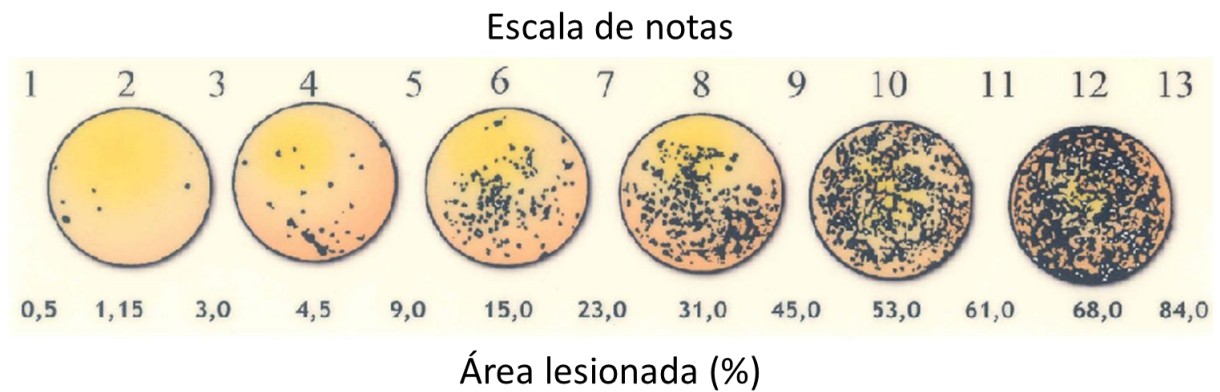 Escala de notas
1 2 3 4 5 6 7 8 9 10 11 12 13
0,5 1,15 3,0 4,5 9,0 15,0 23,0 31,0 45,0 53,0 61,0 68,0 84,0
Área lesionada (%)